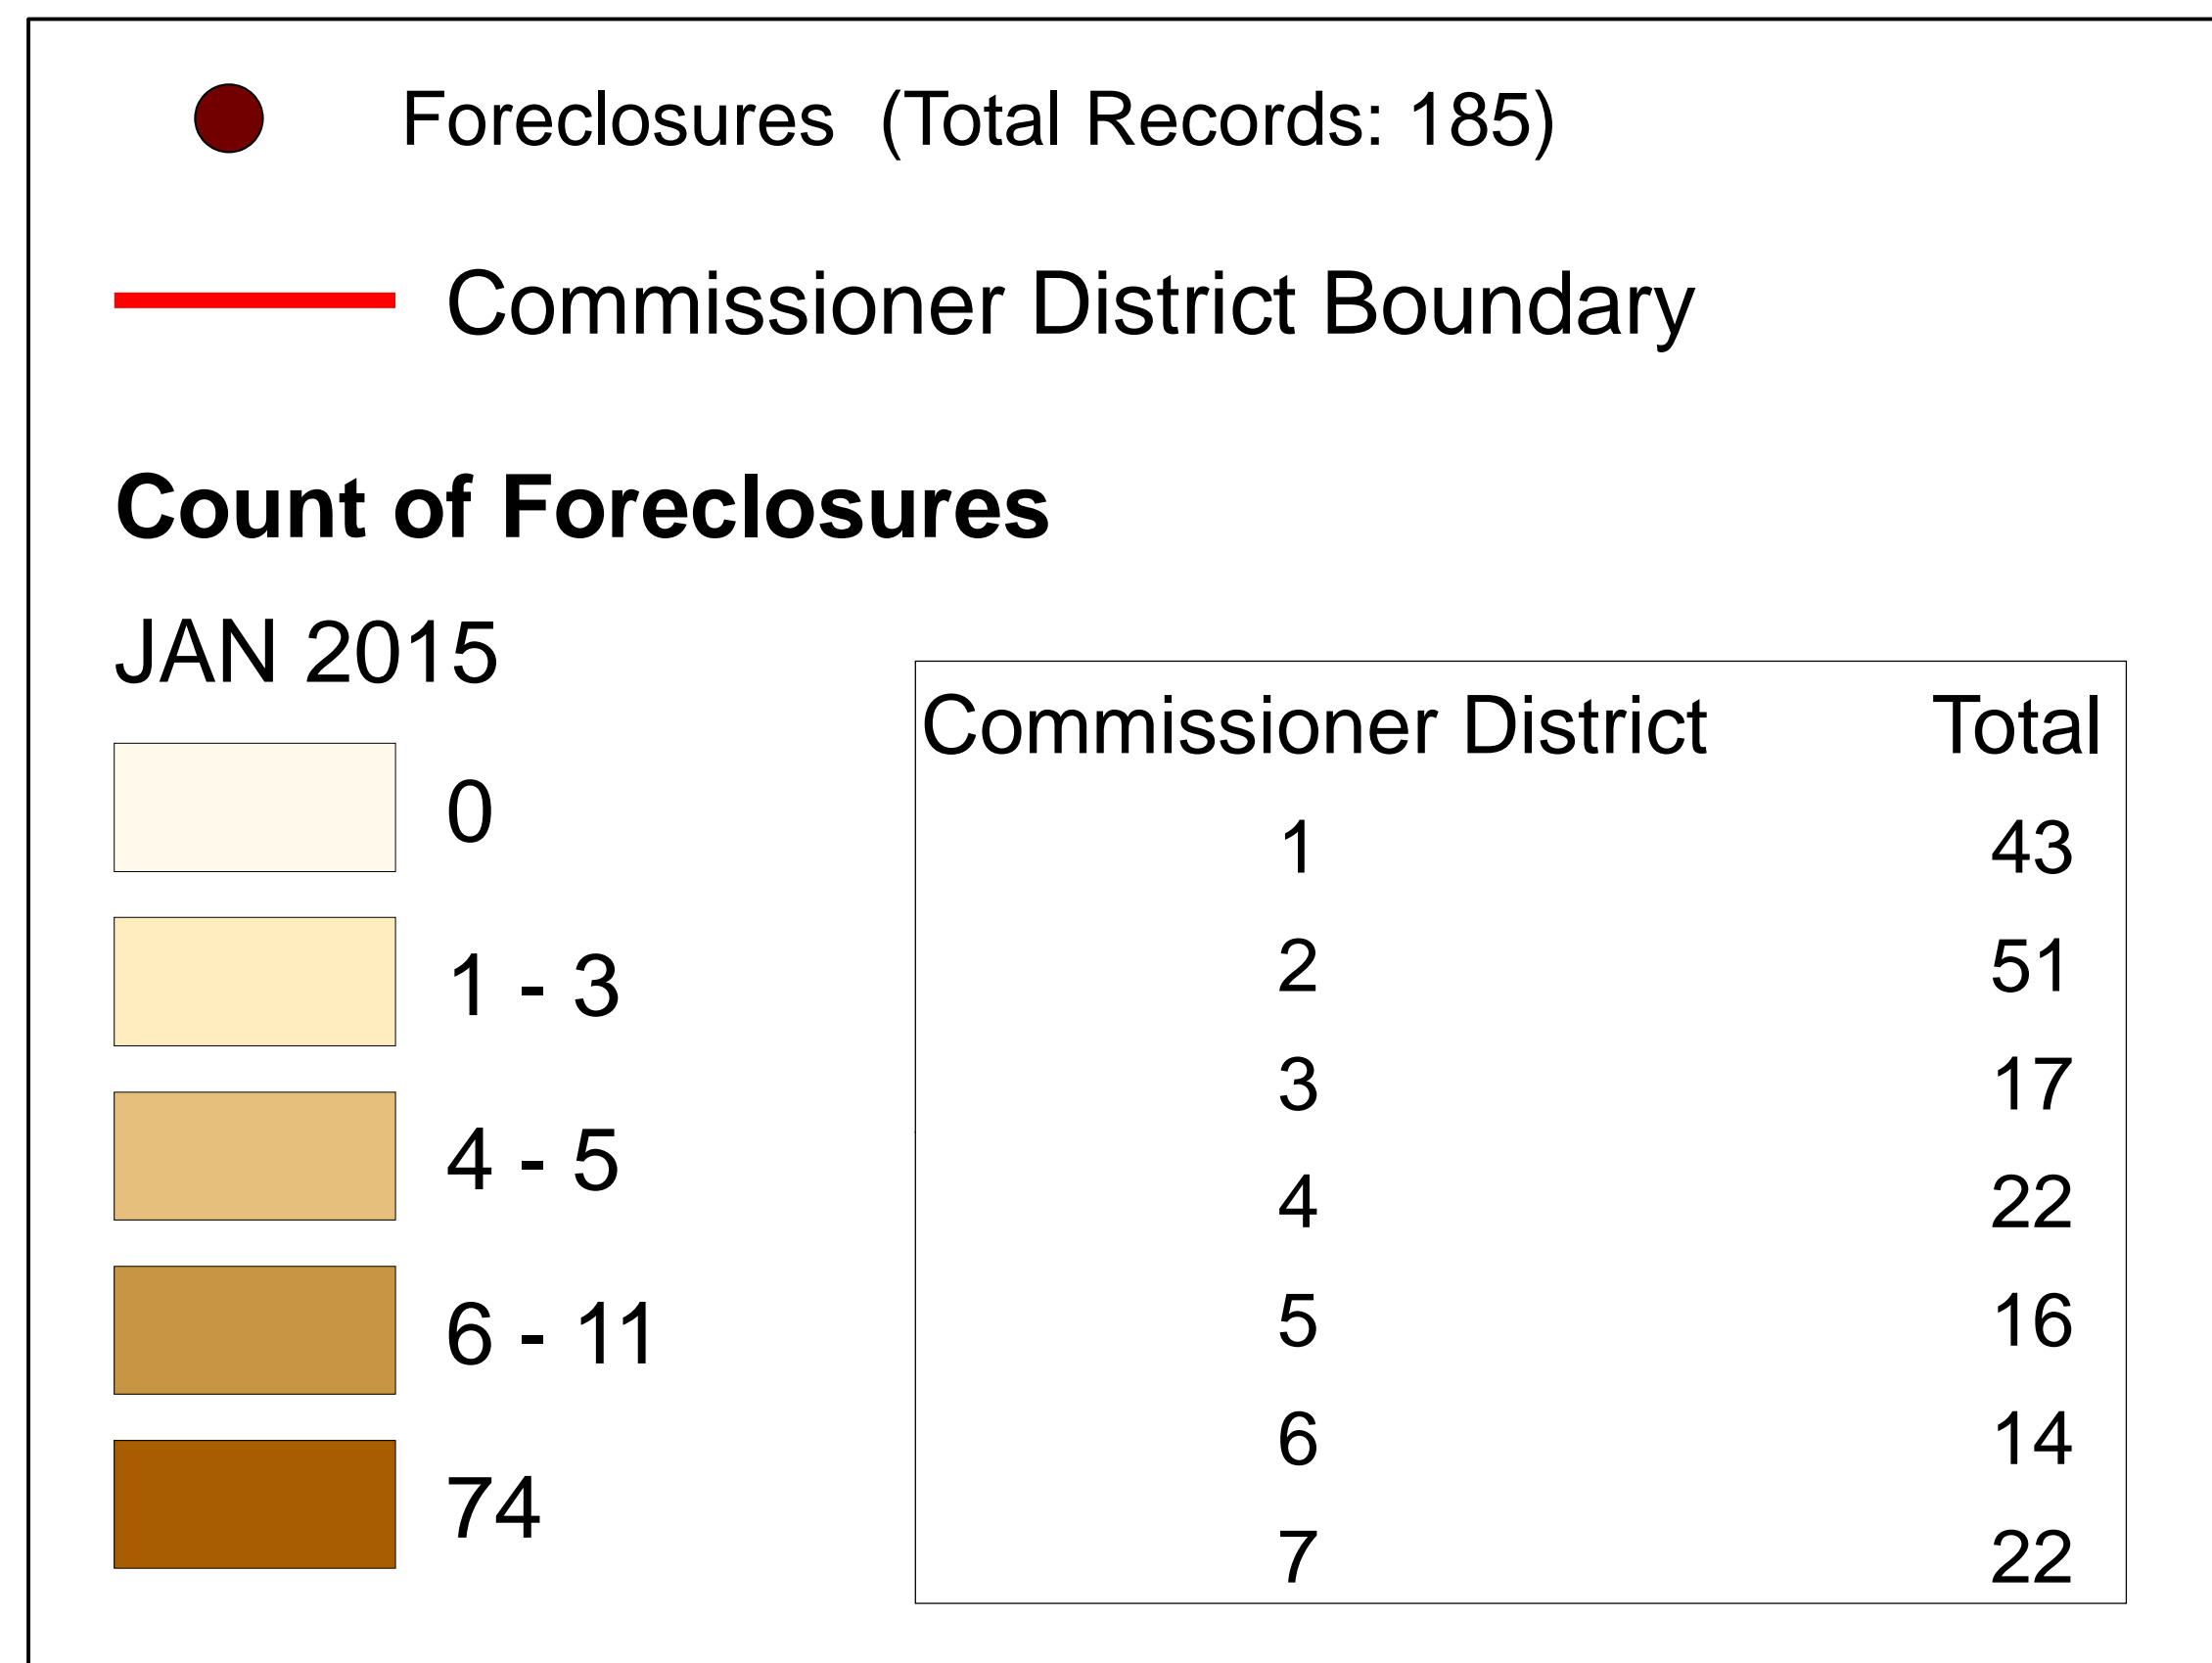 Foreclosures (Total Records: 185)
Commissioner District Boundary
Count of Foreclosures
JAN 2015
0
1 - 3
4 - 5
6 - 11
74
Commissioner District Total
1 43
2 51
3 17
4 22
5 16
6 14
7 22